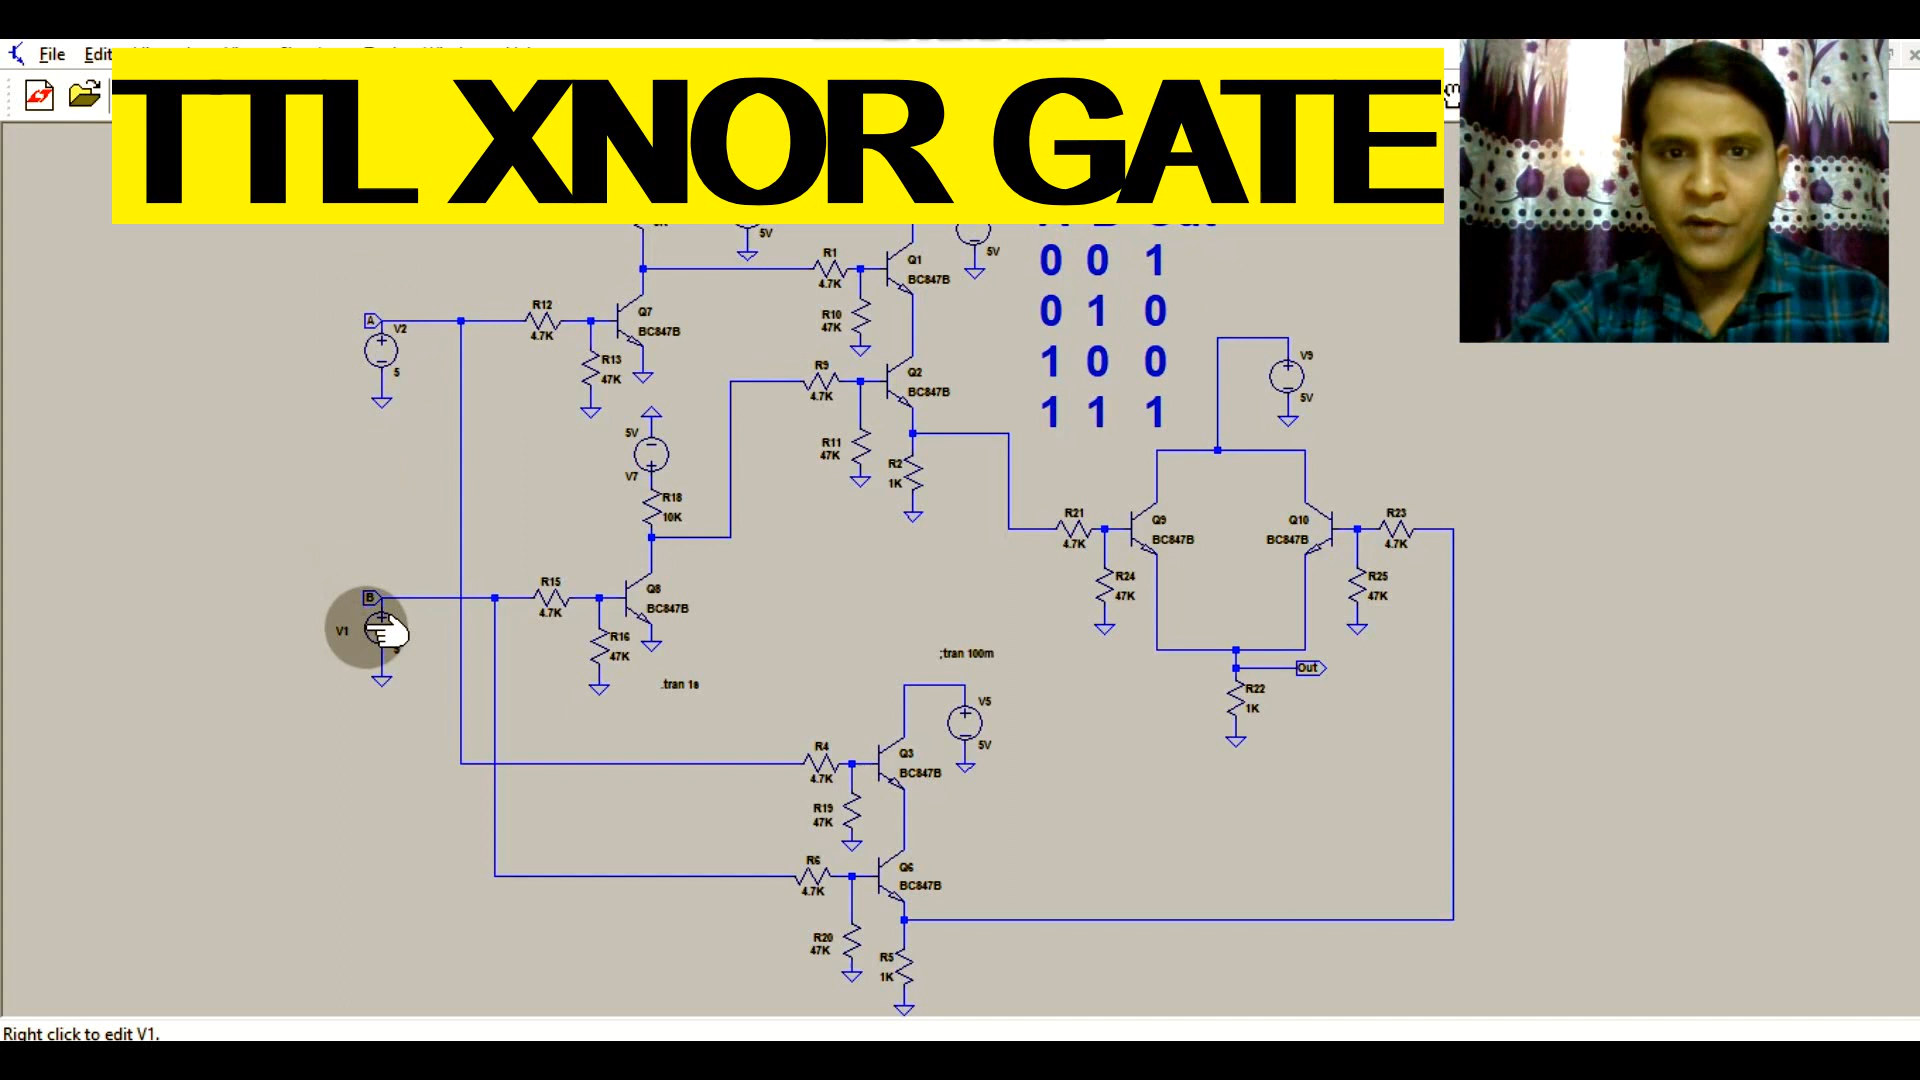 File Edit
TTL XNOR GATE
5V
5V
R1
4.7K
Q1
BC847B
0 0 1
R10
47K
0 1 0
A
V2
5
R12
4.7K
Q7
BC847B
R13
47K
R9
4.7K
Q2
BC847B
1 0 0
V9
5V
1 1 1
5V
V7
R11
47K
R2
1K
R18
10K
R21
4.7K
Q9
BC847B
Q10
BC847B
R23
4.7K
R24
47K
R25
47K
B
V1
R15
4.7K
Q8
BC847B
R16
47K
.tran 1s
;tran 100m
Out
R22
1K
V5
5V
R4
4.7K
Q3
BC847B
R19
47K
R6
4.7K
Q6
BC847B
R20
47K
R5
1K
Right click to edit V1.